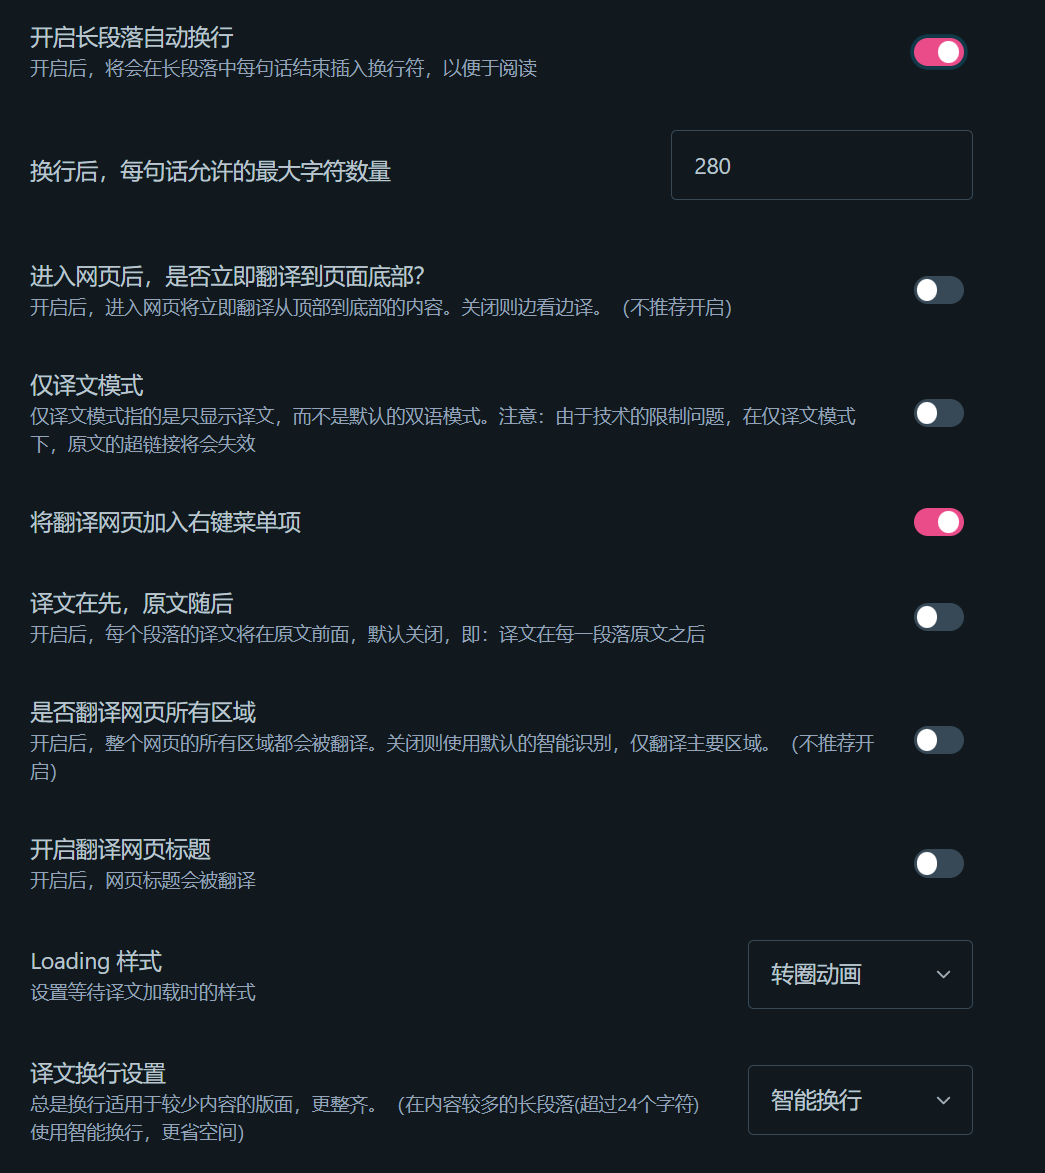 开启长段落自动换行
开启后，将会在长段落中每句话结束插入换行符，以便于阅读
换行后，每句话允许的最大字符数量
280
进入网页后，是否立即翻译到页面底部?
开启后，进入网页将立即翻译从顶部到底部的内容。关闭则边看边译。 (不推荐开启)
仅译文模式
仅译文模式指的是只显示译文，而不是默认的双语模式。注意：由于技术的限制问题，在仅译文模式
下，原文的超链接将会失效
将翻译网页加入右键菜单项
译文在先，原文随后
开启后，每个段落的译文将在原文前面，默认关闭，即：译文在每一段落原文之后
是否翻译网页所有区域
开启后，整个网页的所有区域都会被翻译。关闭则使用默认的智能识别，仅翻译主要区域。 (不推荐开
启)
开启翻译网页标题
开启后，网页标题会被翻译
Loading 样式
设置等待译文加载时的样式
转圈动画
译文换行设置
总是换行适用于较少内容的版面，更整齐。 (在内容较多的长段落(超过24个字符)
使用智能换行，更省空间)
智能换行